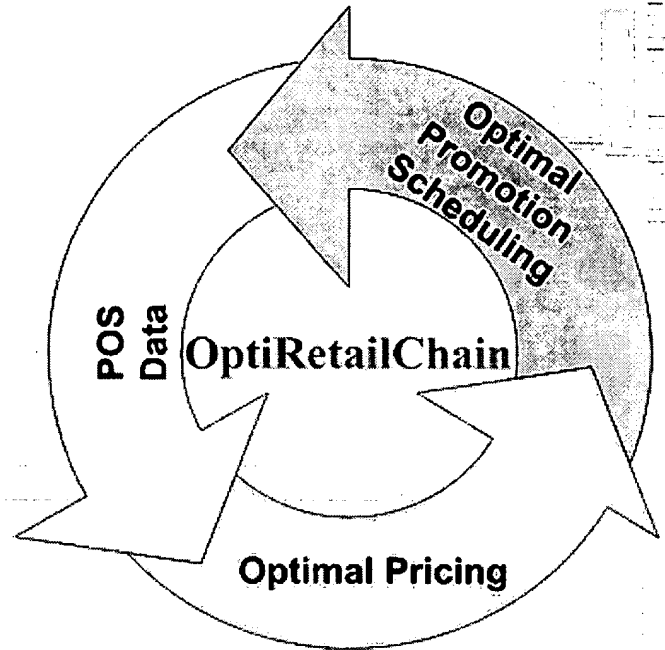 Optimal
Promotion
Scheduling
POS
Data
OptiRetailChain
Optimal Pricing